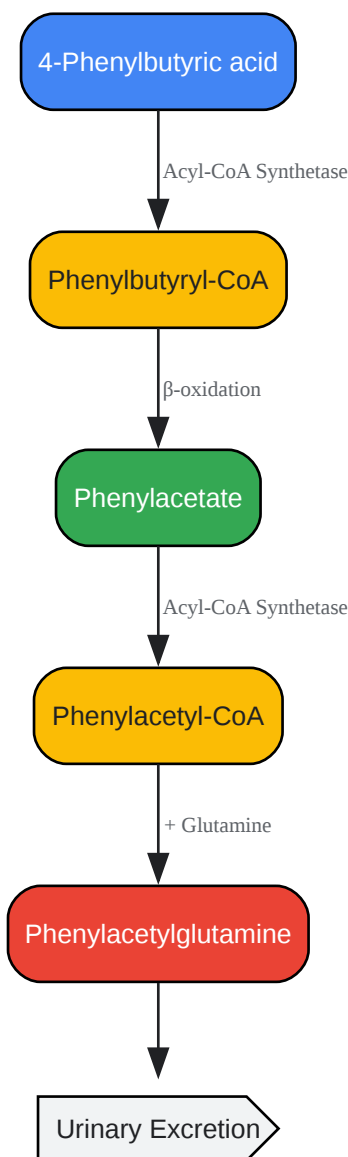 4-Phenylbutyric acid
Acyl-CoA Synthetase
Phenylbutyryl-CoA
β-oxidation
Phenylacetate
Acyl-CoA Synthetase
Phenylacetyl-CoA
+ Glutamine
Phenylacetylglutamine
Urinary Excretion